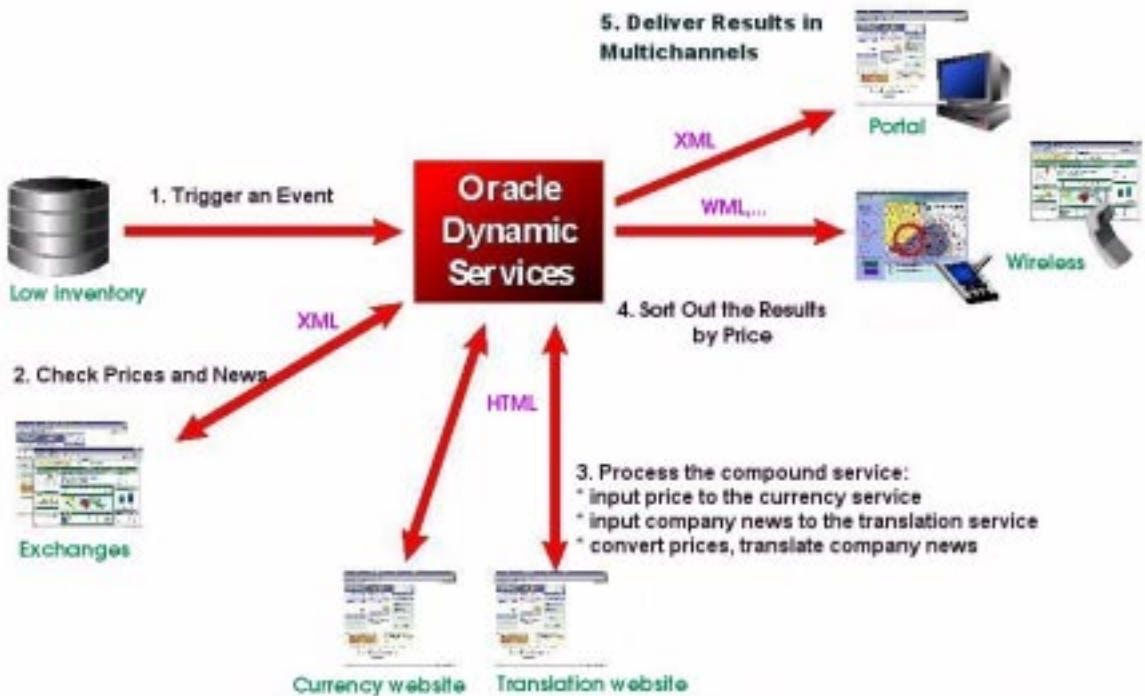 5. Deliver Results in
Multichannels
Portal
XML
1. Trigger an Event
Oracle
Dynamic
Services
WML,...
Wireless
Low inventory
XML
4. Sort Out the Results
by Price
2. Check Prices and News
HTML
Exchanges
3. Process the compound service:
* input price to the currency service
* input company news to the translation service
* convert prices, translate company news
Currency website
Translation website